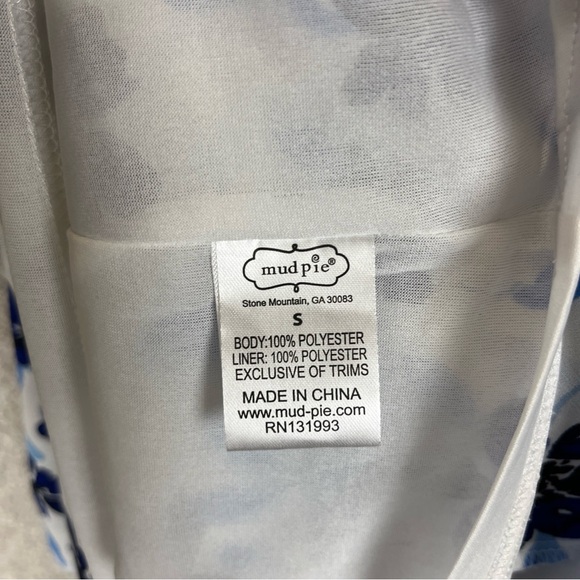 mud pie®
Stone Mountain, GA 30083
S
BODY:100% POLYESTER
LINER: 100% POLYESTER
EXCLUSIVE OF TRIMS
MADE IN CHINA
www.mud-pie.com
RN131993